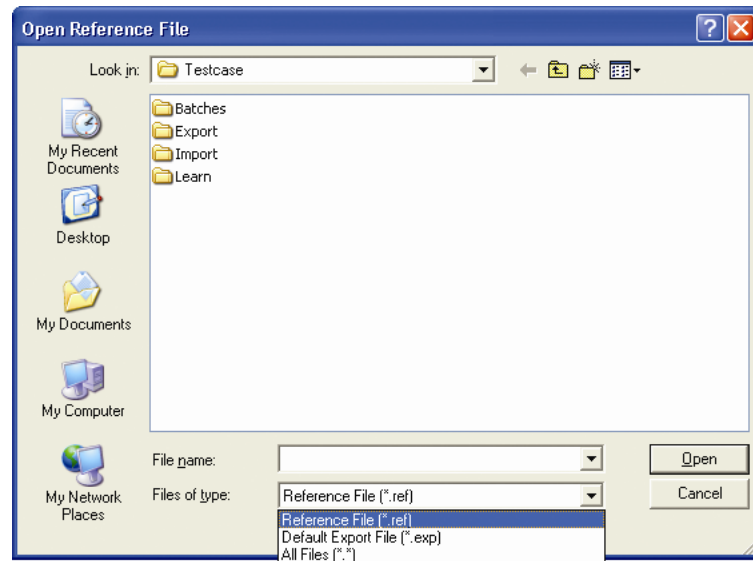 Open Reference File
Look in: Testcase
Batches
Export
Import
Learn
My Recent
Documents
Desktop
My Documents
My Computer
My Network
Places
File name:
Open
Files of type: Reference File (*.ref)
Cancel
Reference File (*.ref)
Default Export File (*.exp)
All Files (*.*)